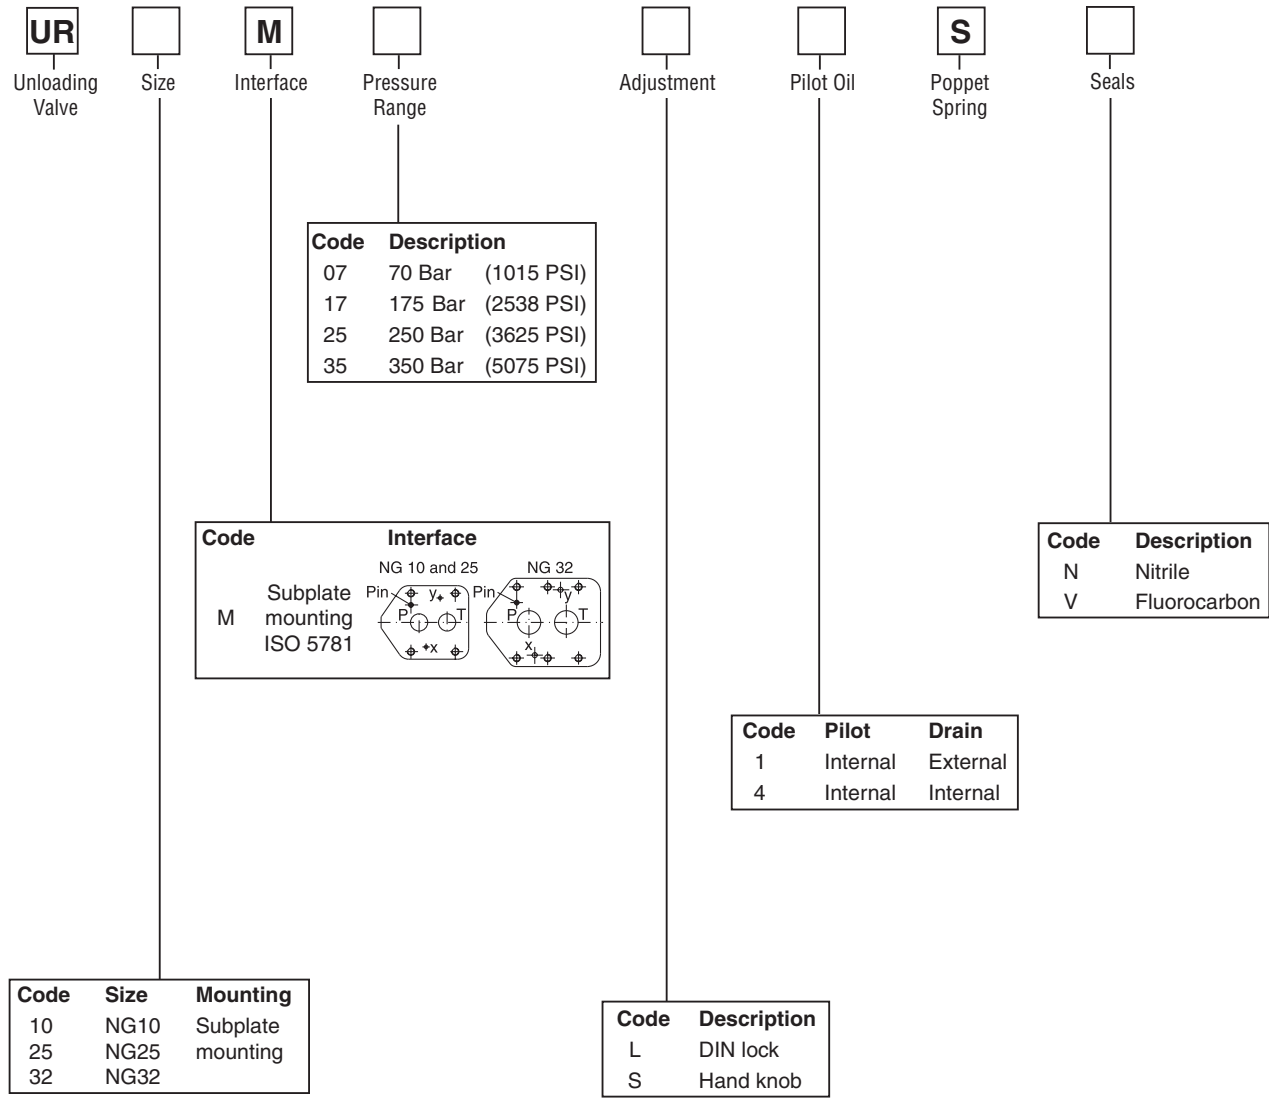 UR M S
Unloading Valve Size Interface Pressure Range Adjustment Pilot Oil Poppet Spring Seals
Code Description
07 70 Bar (1015 PSI)
17 175 Bar (2538 PSI)
25 250 Bar (3625 PSI)
35 350 Bar (5075 PSI)
Code Interface
NG 10 and 25 NG 32
M Subplate mounting ISO 5781
Pin y P T x
Pin y P T x
Code Description
N Nitrile
V Fluorocarbon
Code Pilot Drain
1 Internal External
4 Internal Internal
Code Size Mounting
10 NG10 Subplate
25 NG25 mounting
32 NG32
Code Description
L DIN lock
S Hand knob